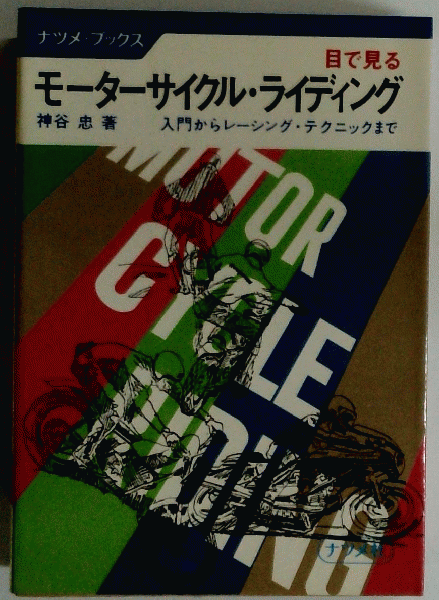 ナツメ・ブックス
目で見る
モーターサイクル・ライディング
神谷 忠 著 入門からレーシング・テクニックまで
MOTOR
CYCLE
RIDING
ナツメ社